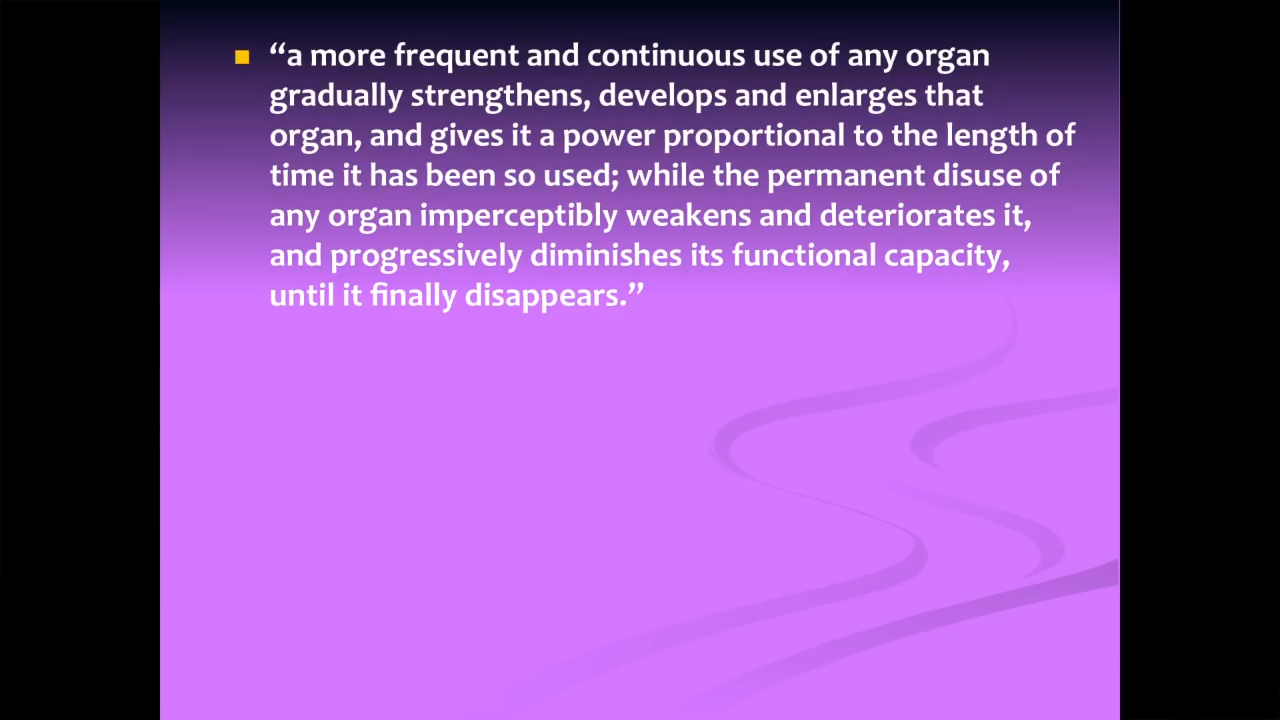 “a more frequent and continuous use of any organ
gradually strengthens, develops and enlarges that
organ, and gives it a power proportional to the length of
time it has been so used; while the permanent disuse of
any organ imperceptibly weakens and deteriorates it,
and progressively diminishes its functional capacity,
until it finally disappears.”